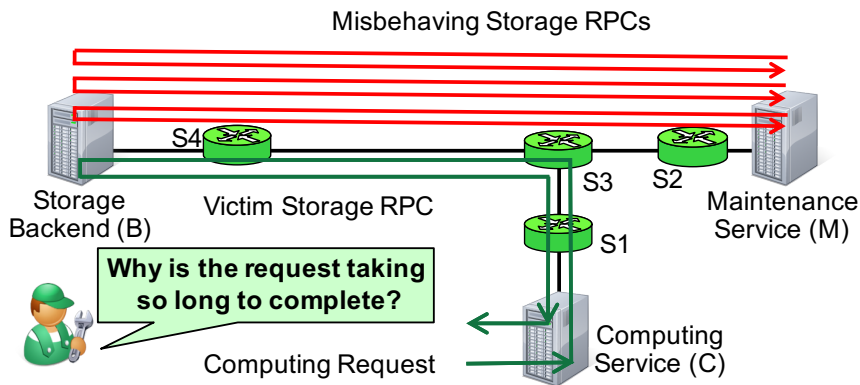 Misbehaving Storage RPCs
S4
S3
S2
Storage
Backend (B)
Victim Storage RPC
Maintenance
Service (M)
S1
Why is the request taking
so long to complete?
Computing Request
Computing
Service (C)